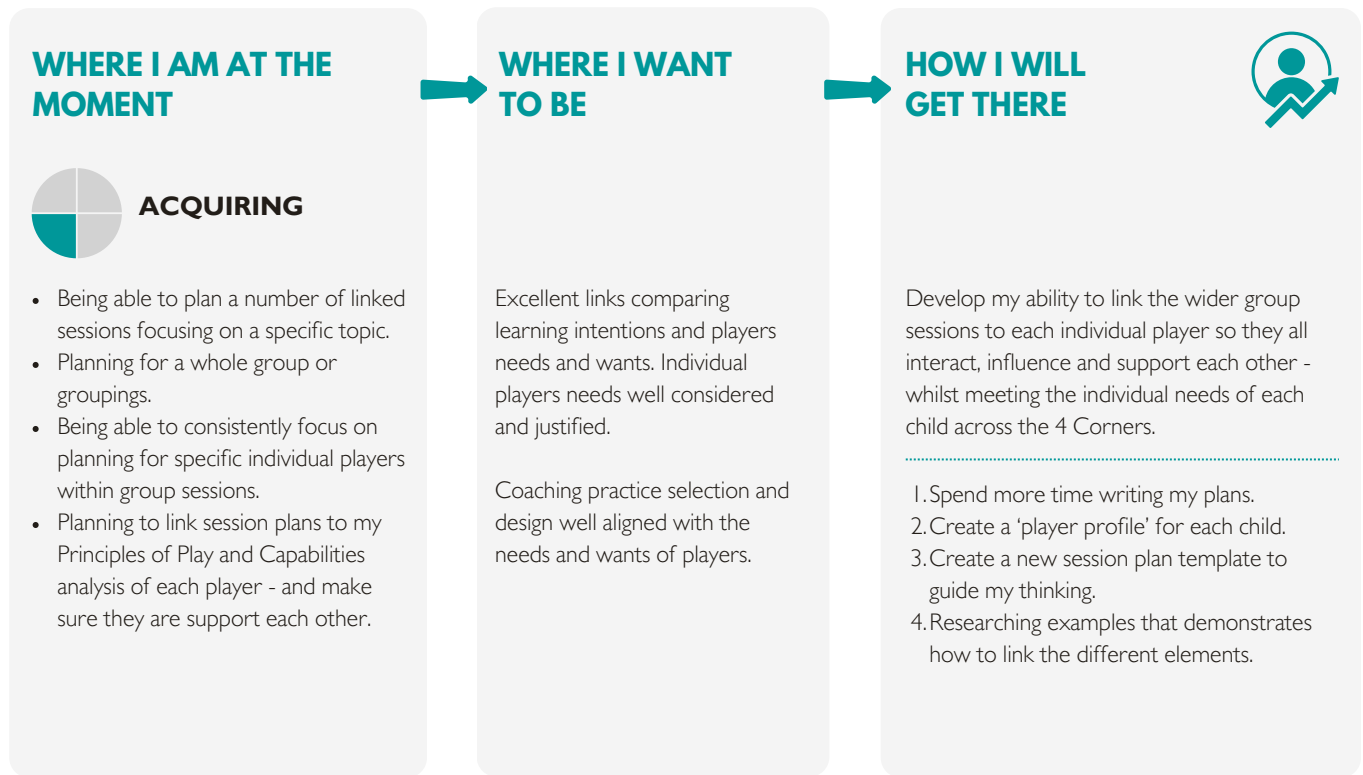 WHERE I AM AT THE
MOMENT
ACQUIRING
• Being able to plan a number of linked
sessions focusing on a specific topic.
• Planning for a whole group or
groupings.
• Being able to consistently focus on
planning for specific individual players
within group sessions.
• Planning to link session plans to my
Principles of Play and Capabilities
analysis of each player - and make
sure they are support each other.
WHERE I WANT
TO BE
Excellent links comparing
learning intentions and players
needs and wants. Individual
players needs well considered
and justified.
Coaching practice selection and
design well aligned with the
needs and wants of players.
HOW I WILL
GET THERE
Develop my ability to link the wider group
sessions to each individual player so they all
interact, influence and support each other -
whilst meeting the individual needs of each
child across the 4 Corners.
1. Spend more time writing my plans.
2. Create a ‘player profile’ for each child.
3. Create a new session plan template to
guide my thinking.
4. Researching examples that demonstrates
how to link the different elements.